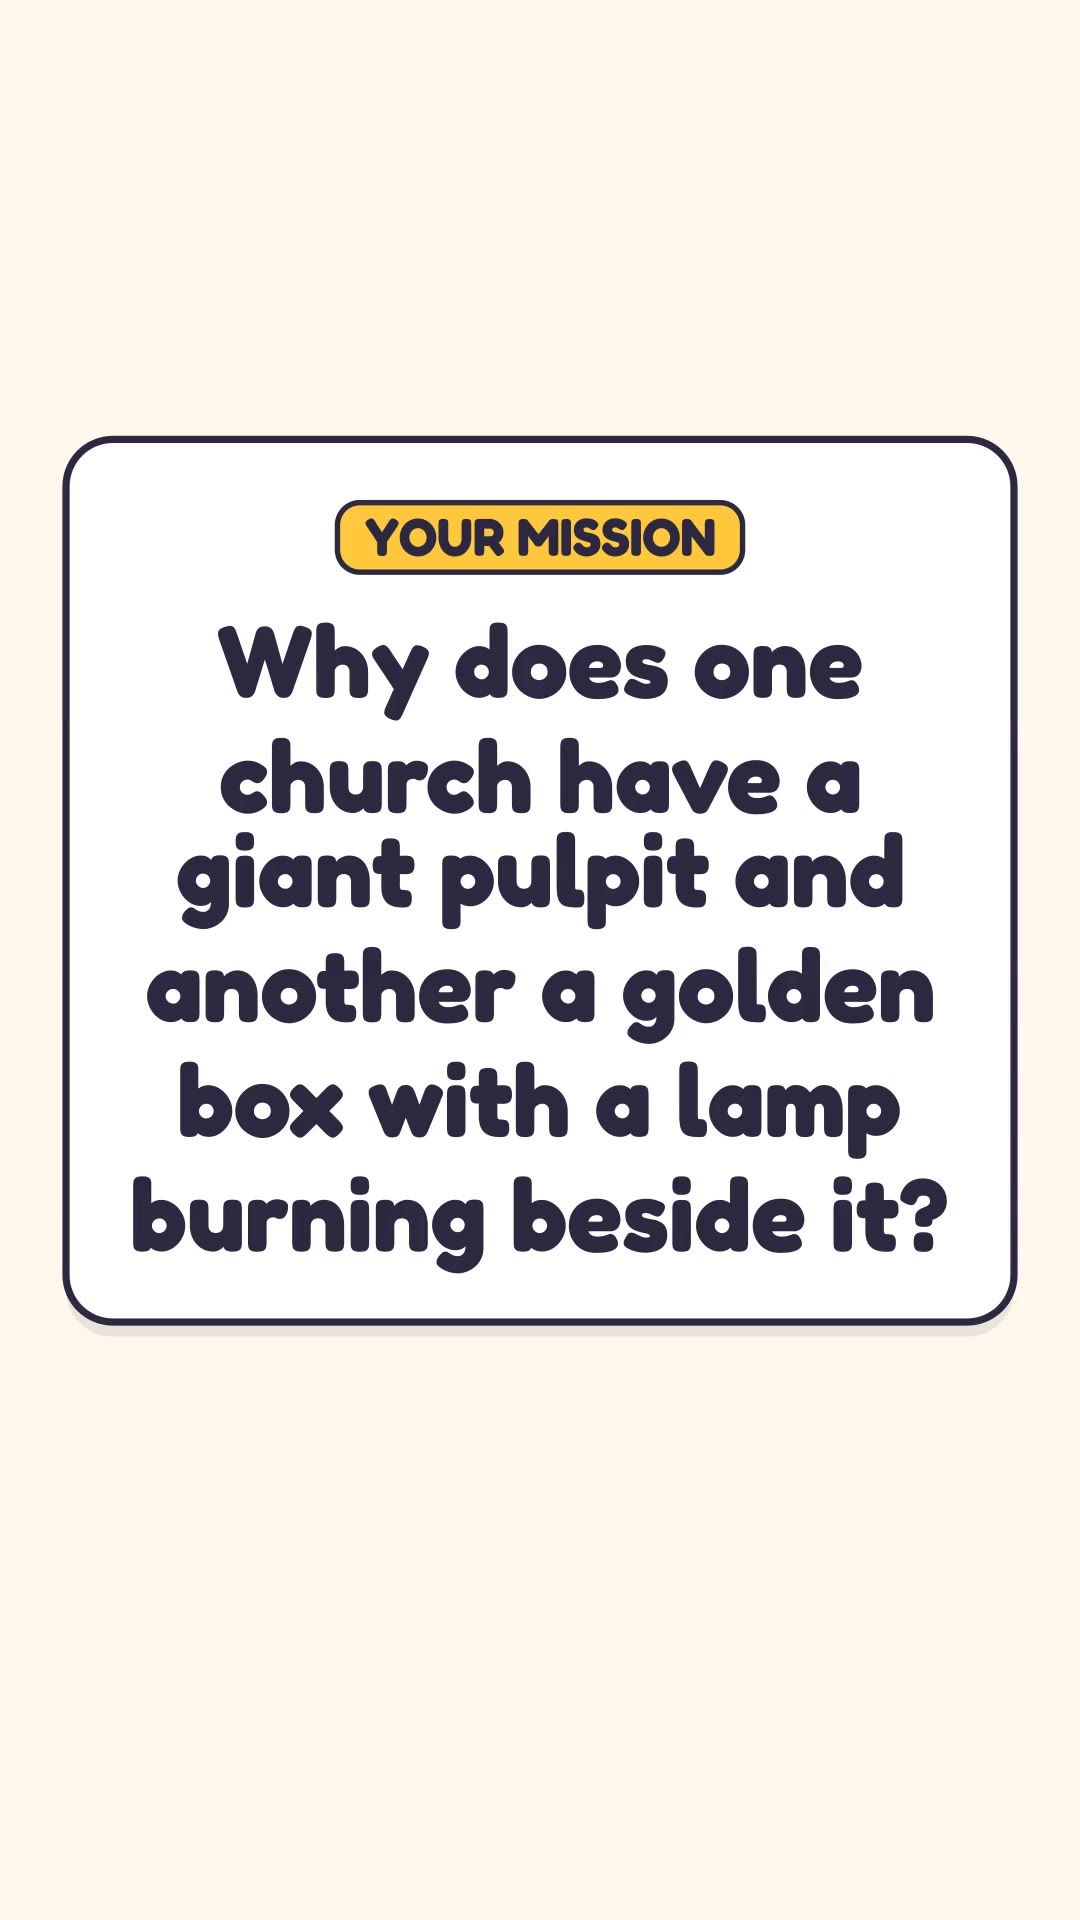 YOUR MISSION
Why does one
church have a
giant pulpit and
another a golden
box with a lamp
burning beside it?